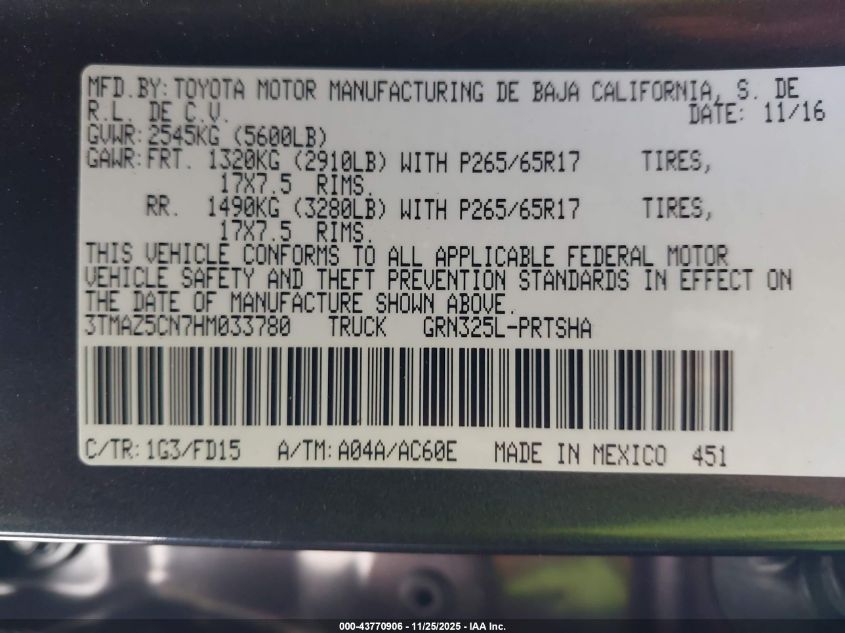 MFD.BY: TOYOTA MOTOR MANUFACTURING DE BAJA CALIFORNIA, S. DE
R.L. DE C.V. DATE: 11/16
GVWR: 2545KG (5600LB)
GAWR: FRT. 1320KG (2910LB) WITH P265/65R17 TIRES,
17X7.5 RIMS.
RR. 1490KG (3280LB) WITH P265/65R17 TIRES,
17X7.5 RIMS.
THIS VEHICLE CONFORMS TO ALL APPLICABLE FEDERAL MOTOR
VEHICLE SAFETY AND THEFT PREVENTION STANDARDS IN EFFECT ON
THE DATE OF MANUFACTURE SHOWN ABOVE.
3TMAZ5CN7HM033780 TRUCK GRN325L-PRTSHA
C/TR: 1G3/FD15 A/TM: A04A/AC60E MADE IN MEXICO 451
000-43770906 - 11/25/2025 - IAA Inc.